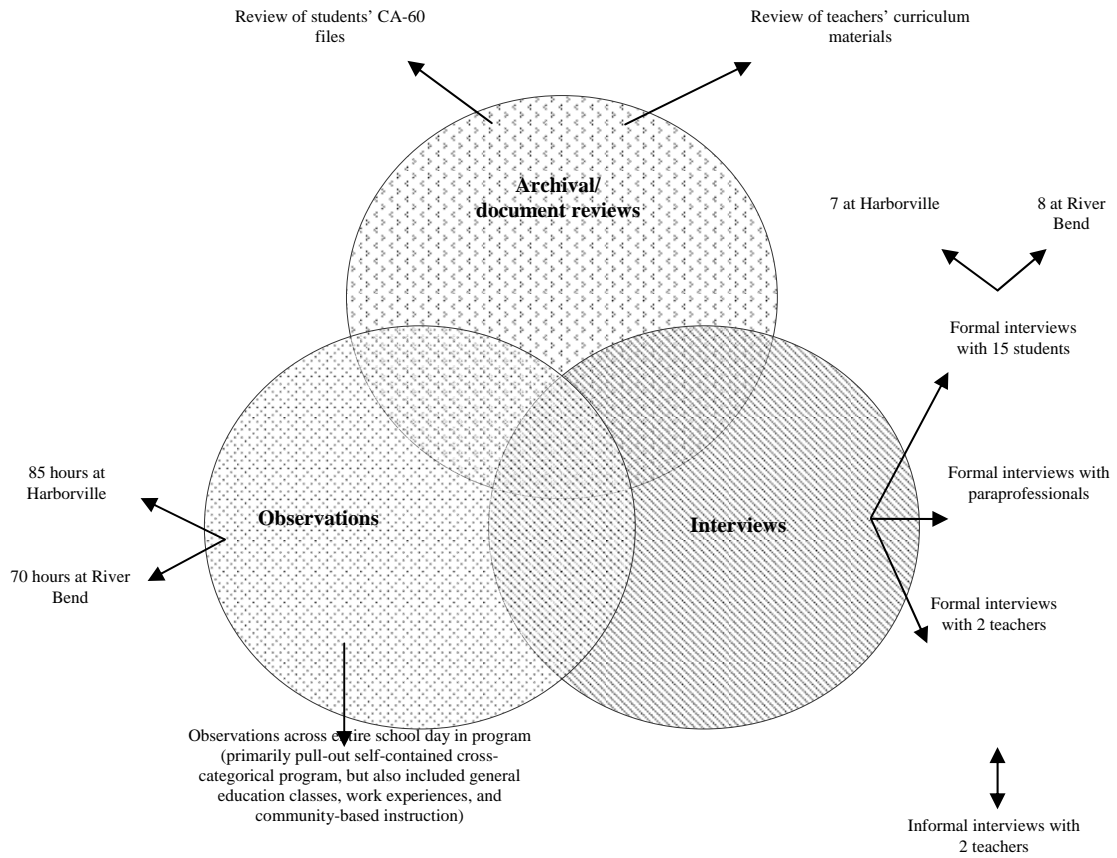 Review of students’ CA-60
files
Review of teachers’ curriculum
materials
Archival/
document reviews
7 at Harborville
8 at River
Bend
Formal interviews
with 15 students
85 hours at
Harborville
Formal interviews with
paraprofessionals
Observations
Interviews
70 hours at River
Bend
Formal interviews
with 2 teachers
Observations across entire school day in program
(primarily pull-out self-contained cross-
categorical program, but also included general
education classes, work experiences, and
community-based instruction)
Informal interviews with
2 teachers